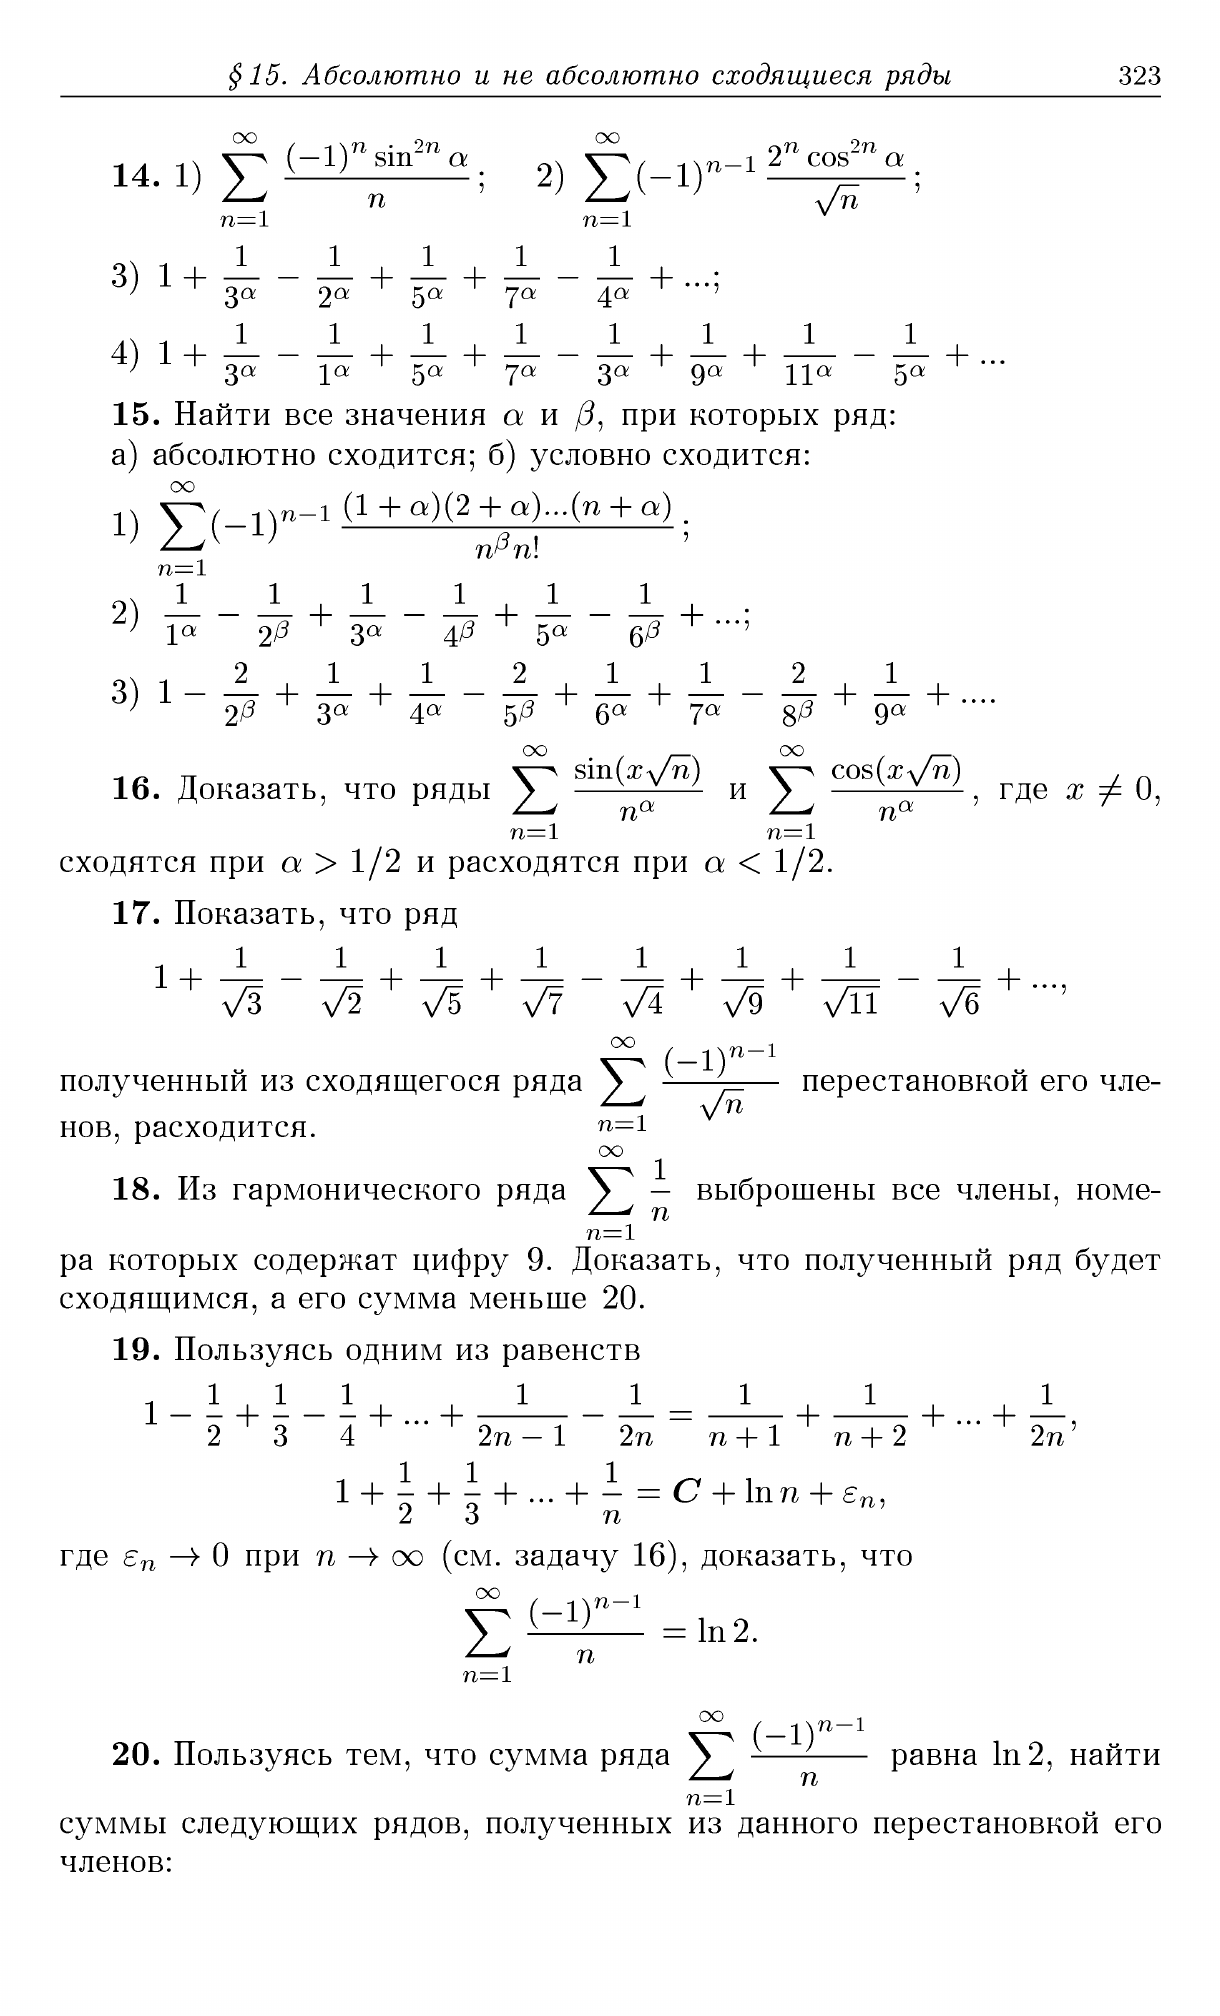 § 15. Абсолютно и не абсолютно сходящиеся ряды 323
14. 1) $\sum_{n=1}^{\infty} \frac{(-1)^n \sin^{2n} \alpha}{n}$; 2) $\sum_{n=1}^{\infty} (-1)^{n-1} \frac{2^n \cos^{2n} \alpha}{\sqrt{n}}$;
3) $1 + \frac{1}{3^\alpha} - \frac{1}{2^\alpha} + \frac{1}{5^\alpha} + \frac{1}{7^\alpha} - \frac{1}{4^\alpha} + ...$;
4) $1 + \frac{1}{3^\alpha} - \frac{1}{1^\alpha} + \frac{1}{5^\alpha} + \frac{1}{7^\alpha} - \frac{1}{3^\alpha} + \frac{1}{9^\alpha} + \frac{1}{11^\alpha} - \frac{1}{5^\alpha} + ...$
15. Найти все значения α и β, при которых ряд:
а) абсолютно сходится; б) условно сходится:
1) $\sum_{n=1}^{\infty} (-1)^{n-1} \frac{(1+\alpha)(2+\alpha)...(n+\alpha)}{n^\beta n!}$;
2) $\frac{1}{1^\alpha} - \frac{1}{2^\beta} + \frac{1}{3^\alpha} - \frac{1}{4^\beta} + \frac{1}{5^\alpha} - \frac{1}{6^\beta} + ...$;
3) $1 - \frac{2}{2^\beta} + \frac{1}{3^\alpha} + \frac{1}{4^\alpha} - \frac{2}{5^\beta} + \frac{1}{6^\alpha} + \frac{1}{7^\alpha} - \frac{2}{8^\beta} + \frac{1}{9^\alpha} + ....$
16. Доказать, что ряды $\sum_{n=1}^{\infty} \frac{\sin(x\sqrt{n})}{n^\alpha}$ и $\sum_{n=1}^{\infty} \frac{\cos(x\sqrt{n})}{n^\alpha}$, где $x \neq 0$,
сходятся при α > 1/2 и расходятся при α < 1/2.
17. Показать, что ряд
$1 + \frac{1}{\sqrt{3}} - \frac{1}{\sqrt{2}} + \frac{1}{\sqrt{5}} + \frac{1}{\sqrt{7}} - \frac{1}{\sqrt{4}} + \frac{1}{\sqrt{9}} + \frac{1}{\sqrt{11}} - \frac{1}{\sqrt{6}} + ...,$
полученный из сходящегося ряда $\sum_{n=1}^{\infty} \frac{(-1)^{n-1}}{\sqrt{n}}$ перестановкой его чле-
нов, расходится.
18. Из гармонического ряда $\sum_{n=1}^{\infty} \frac{1}{n}$ выброшены все члены, номе-
ра которых содержат цифру 9. Доказать, что полученный ряд будет
сходящимся, а его сумма меньше 20.
19. Пользуясь одним из равенств
$1 - \frac{1}{2} + \frac{1}{3} - \frac{1}{4} + ... + \frac{1}{2n-1} - \frac{1}{2n} = \frac{1}{n+1} + \frac{1}{n+2} + ... + \frac{1}{2n},$
$1 + \frac{1}{2} + \frac{1}{3} + ... + \frac{1}{n} = C + \ln n + \varepsilon_n,$
где $\varepsilon_n \to 0$ при $n \to \infty$ (см. задачу 16), доказать, что
$\sum_{n=1}^{\infty} \frac{(-1)^{n-1}}{n} = \ln 2.$
20. Пользуясь тем, что сумма ряда $\sum_{n=1}^{\infty} \frac{(-1)^{n-1}}{n}$ равна ln 2, найти
суммы следующих рядов, полученных из данного перестановкой его
членов: